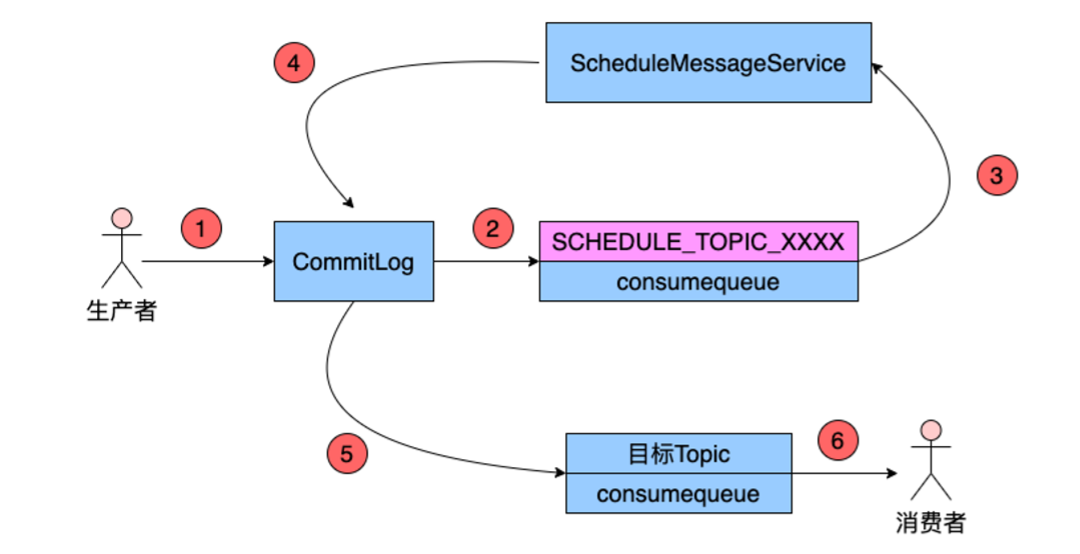 4
ScheduleMessageService
3
1
2
SCHEDULE_TOPIC_XXXX
CommitLog
consumequeue
生产者
5
目标Topic
6
consumequeue
消费者